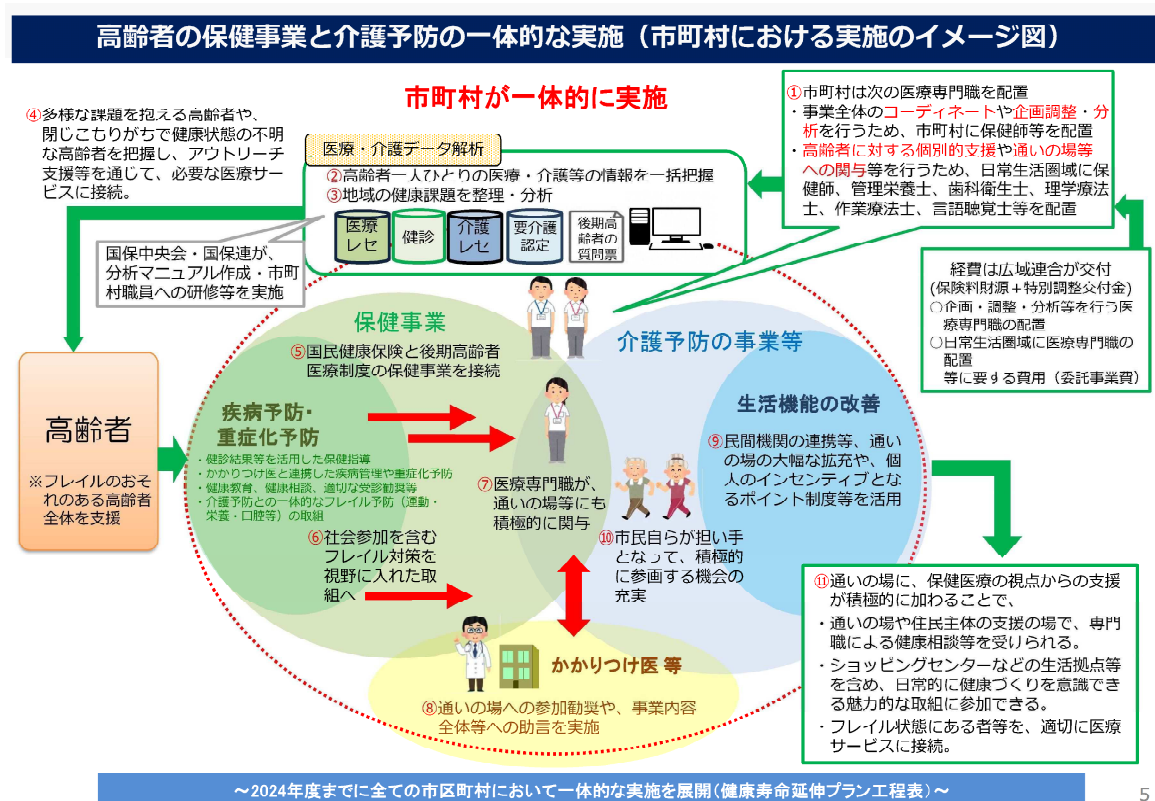 高齢者の保健事業と介護予防の一体的な実施（市町村における実施のイメージ図）
市町村が一体的に実施
④多様な課題を抱える高齢者や、
閉じこもりがちで健康状態の不明
な高齢者を把握し、アウトリーチ
支援等を通じて、必要な医療サー
ビスに接続。
医療・介護データ解析
②高齢者一人ひとりの医療・介護等の情報を一括把握
③地域の健康課題を整理・分析
医療
レセ
健診
介護
レセ
要介護
認定
後期高
齢者の
質問票
①市町村は次の医療専門職を配置
・事業全体のコーディネートや企画調整・分
析を行うため、市町村に保健師等を配置
・高齢者に対する個別的支援や通いの場等
への関与等を行うため、日常生活圏域に保
健師、管理栄養士、歯科衛生士、理学療法
士、作業療法士、言語聴覚士等を配置
国保中央会・国保連が、
分析マニュアル作成・市町
村職員への研修等を実施
経費は広域連合が交付
(保険料財源＋特別調整交付金)
○企画・調整・分析等を行う医
療専門職の配置
○日常生活圏域に医療専門職の
配置
等に要する費用（委託事業費）
保健事業
⑤国民健康保険と後期高齢者
医療制度の保健事業を接続
介護予防の事業等
高齢者
※フレイルのおそ
れのある高齢者
全体を支援
疾病予防・
重症化予防
・健診結果等を活用した保健指導
・かかりつけ医と連携した疾病管理や重症化予防
・健康教育、健康相談、適切な受診勧奨等
・介護予防との一体的なフレイル予防（運動・
栄養・口腔等）の取組
⑥社会参加を含む
フレイル対策を
視野に入れた取
組へ
⑦医療専門職が、
通いの場等にも
積極的に関与
生活機能の改善
⑨民間機関の連携等、通い
の場の大幅な拡充や、個
人のインセンティブとな
るポイント制度等を活用
⑩市民自らが担い手
となって、積極的
に参画する機会の
充実
かかりつけ医 等
⑧通いの場への参加勧奨や、事業内容
全体等への助言を実施
⑪通いの場に、保健医療の視点からの支援
が積極的に加わることで、
・通いの場や住民主体の支援の場で、専門
職による健康相談等を受けられる。
・ショッピングセンターなどの生活拠点等
を含め、日常的に健康づくりを意識でき
る魅力的な取組に参加できる。
・フレイル状態にある者等を、適切に医療
サービスに接続。
～2024年度までに全ての市区町村において一体的な実施を展開（健康寿命延伸プラン工程表）～
5